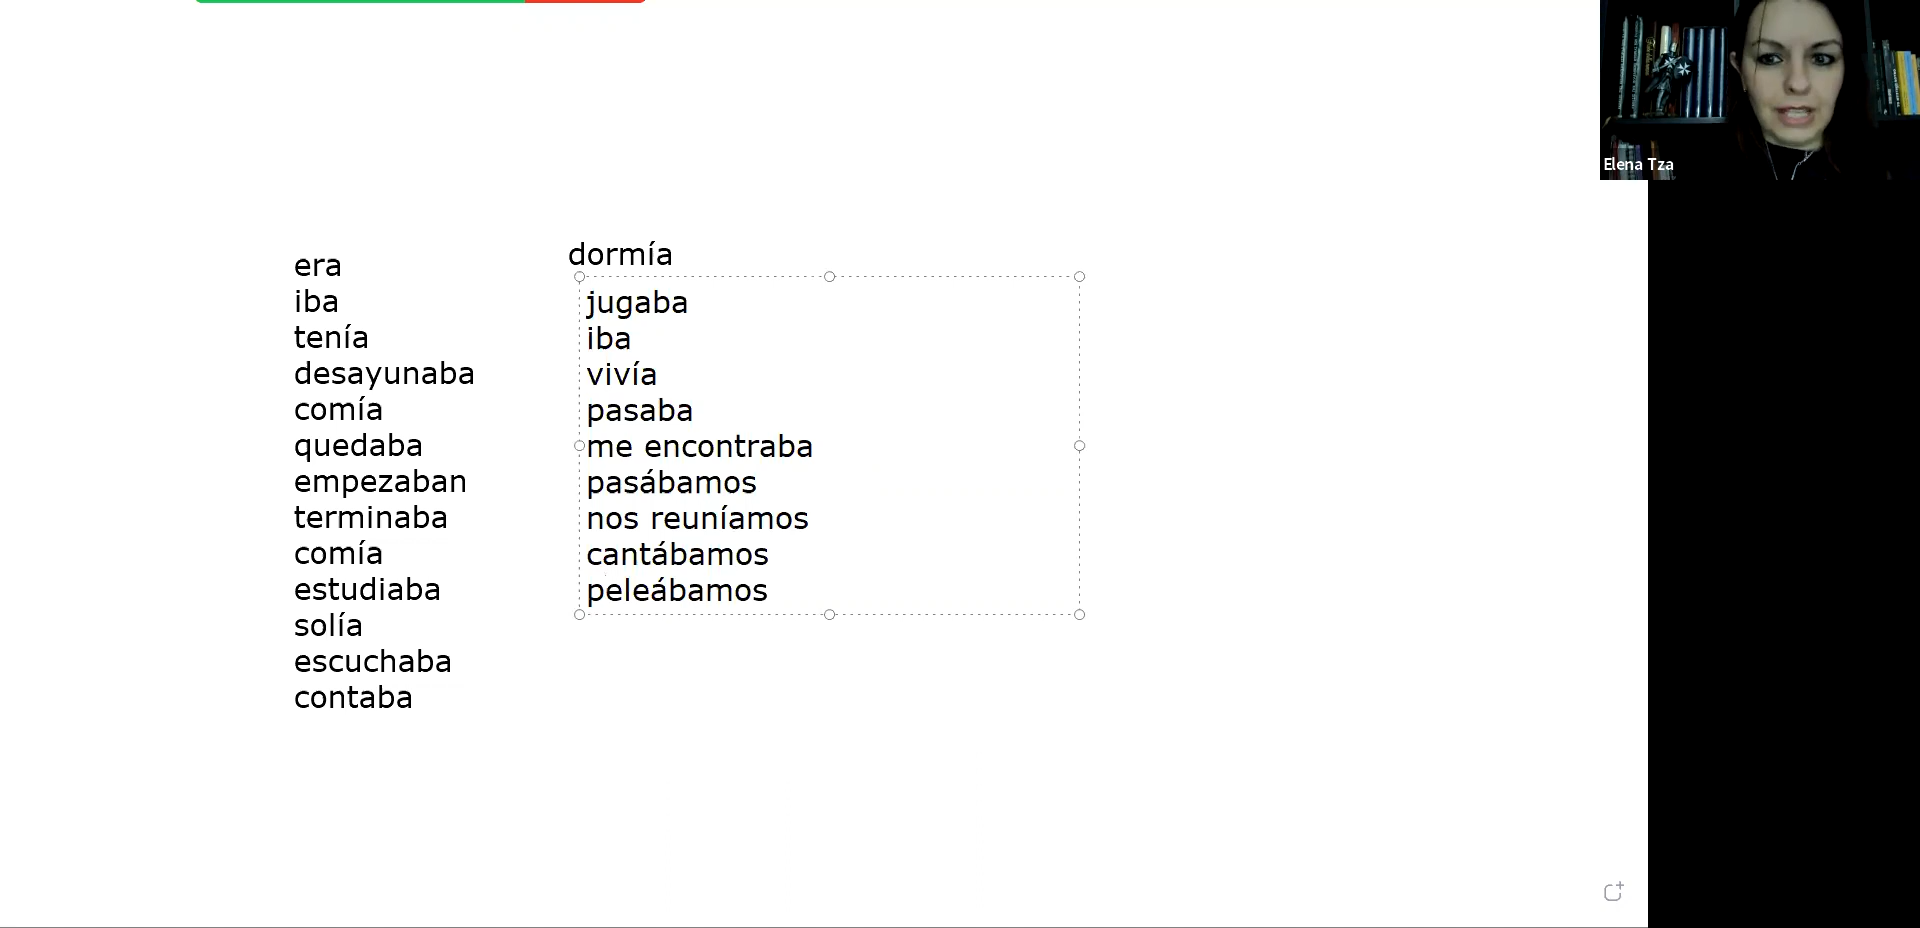 era
iba
tenía
desayunaba
comía
quedaba
empezaban
terminaba
comía
estudiaba
solía
escuchaba
contaba
dormía
jugaba
iba
vivía
pasaba
me encontraba
pasábamos
nos reuníamos
cantábamos
peleábamos
Elena Tza